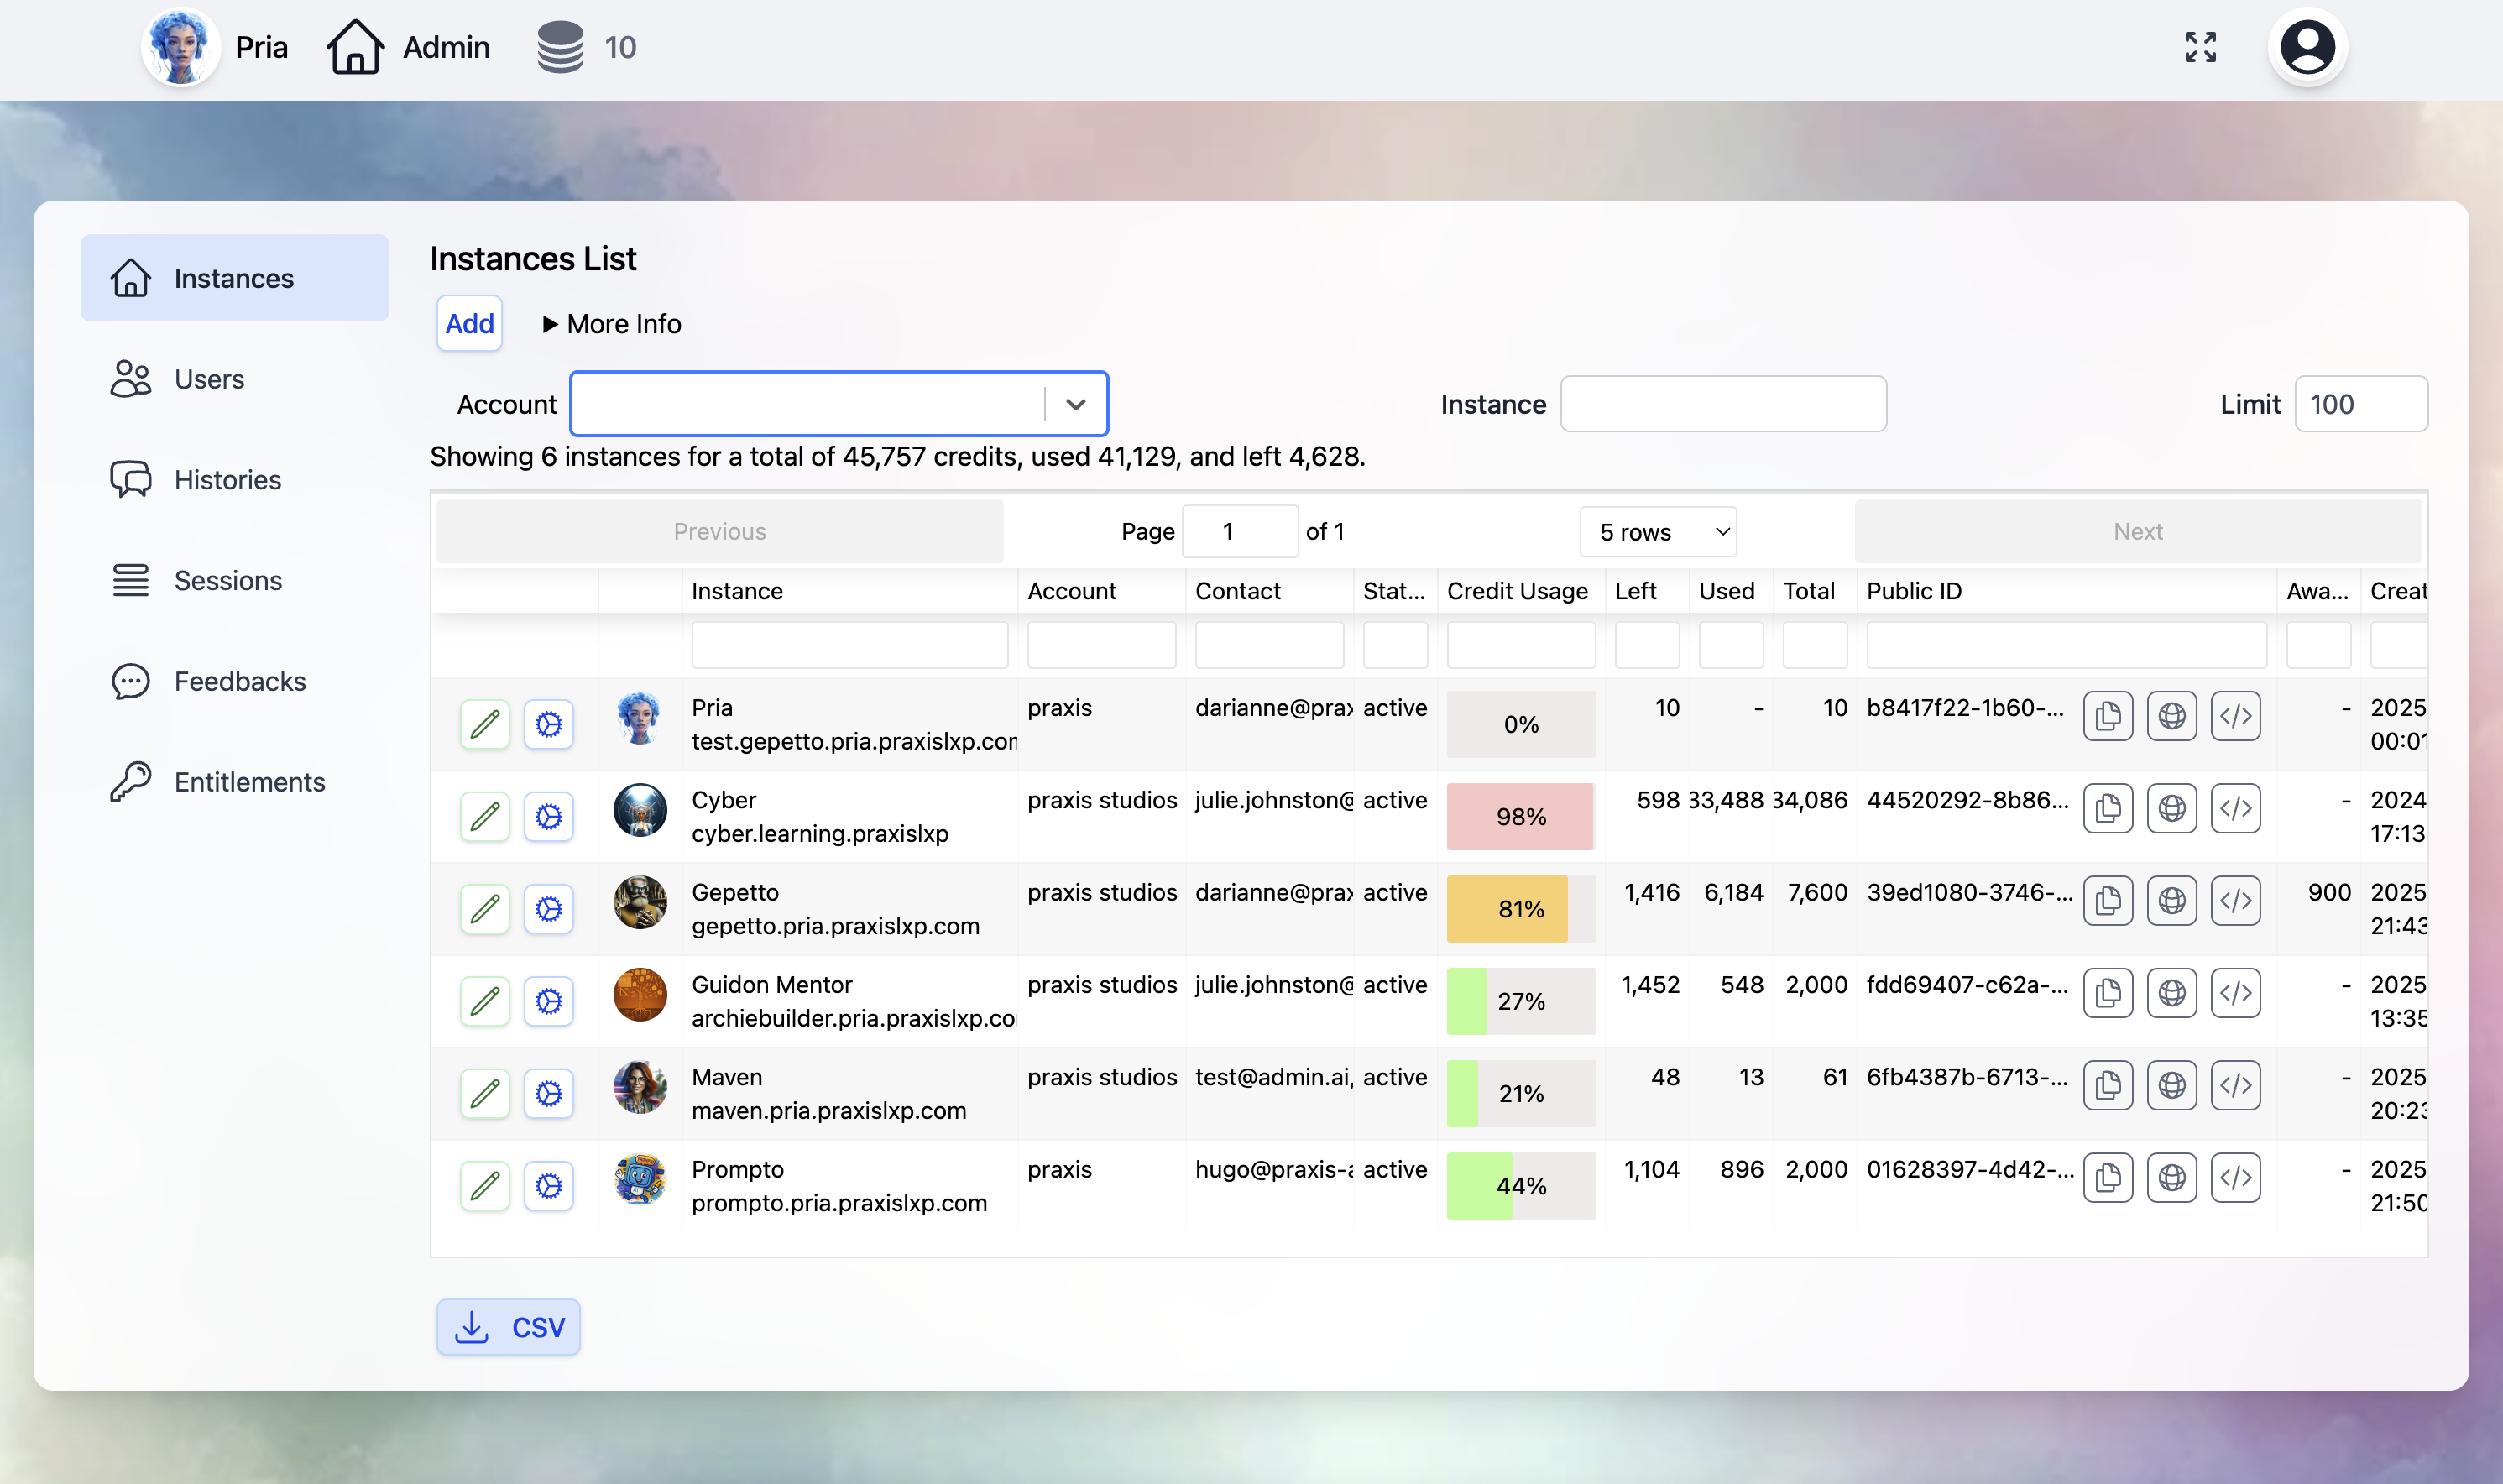 Pria Admin 10
Instances
Users
Histories
Sessions
Feedbacks
Entitlements
Instances List
Add ▶ More Info
Account Instance Limit 100
Showing 6 instances for a total of 45,757 credits, used 41,129, and left 4,628.
Previous Page 1 of 1 5 rows Next
Instance Account Contact Stat... Credit Usage Left Used Total Public ID Awa... Creat
Pria praxis darianne@prax active 0% 10 - 10 b8417f22-1b60-... - 2025
test.gepetto.pria.praxislxp.com 00:01
Cyber praxis studios julie.johnston@ active 98% 598 33,488 34,086 44520292-8b86... - 2024
cyber.learning.praxislxp 17:13
Gepetto praxis studios darianne@prax active 81% 1,416 6,184 7,600 39ed1080-3746-... 900 2025
gepetto.pria.praxislxp.com 21:43
Guidon Mentor praxis studios julie.johnston@ active 27% 1,452 548 2,000 fdd69407-c62a-... - 2025
archiebuilder.pria.praxislxp.co 13:35
Maven praxis studios test@admin.ai, active 21% 48 13 61 6fb4387b-6713-... - 2025
maven.pria.praxislxp.com 20:23
Prompto praxis hugo@praxis-a active 44% 1,104 896 2,000 01628397-4d42-... - 2025
prompto.pria.praxislxp.com 21:50
CSV